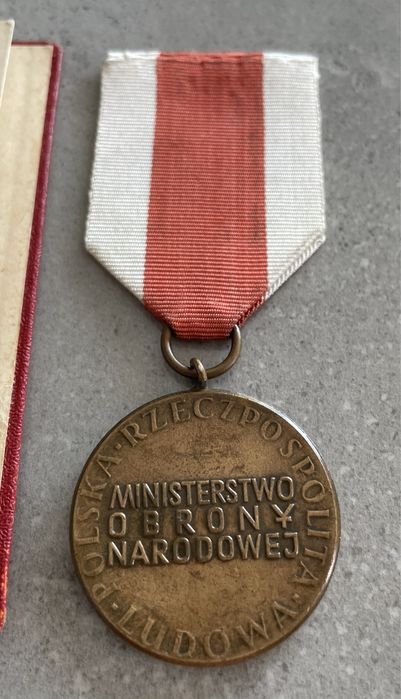 POLSKA · RZECZPOSPOLITA · LUDOWA ·
MINISTERSTWO
OBRONY
NARODOWEJ